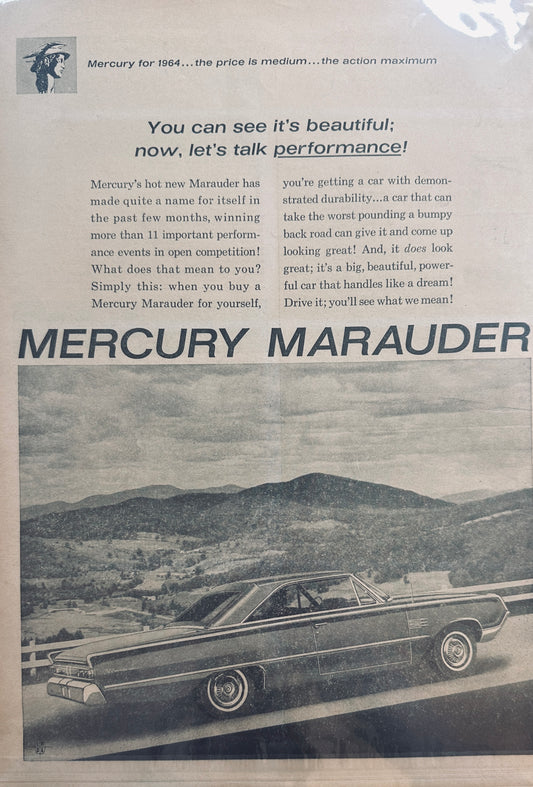 Mercury for 1964...the price is medium...the action maximum
You can see it's beautiful;
now, let's talk performance!
Mercury's hot new Marauder has
made quite a name for itself in
the past few months, winning
more than 11 important perform-
ance events in open competition!
What does that mean to you?
Simply this: when you buy a
Mercury Marauder for yourself,
you're getting a car with demon-
strated durability...a car that can
take the worst pounding a bumpy
back road can give it and come up
looking great! And, it does look
great; it's a big, beautiful, power-
ful car that handles like a dream!
Drive it; you'll see what we mean!
MERCURY MARAUDER